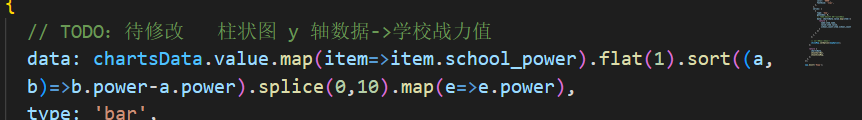 {
// TODO：待修改 柱状图 y 轴数据->学校战力值
data: chartsData.value.map(item=>item.school_power).flat(1).sort((a,
b)=>b.power-a.power).splice(0,10).map(e=>e.power),
type: 'bar',